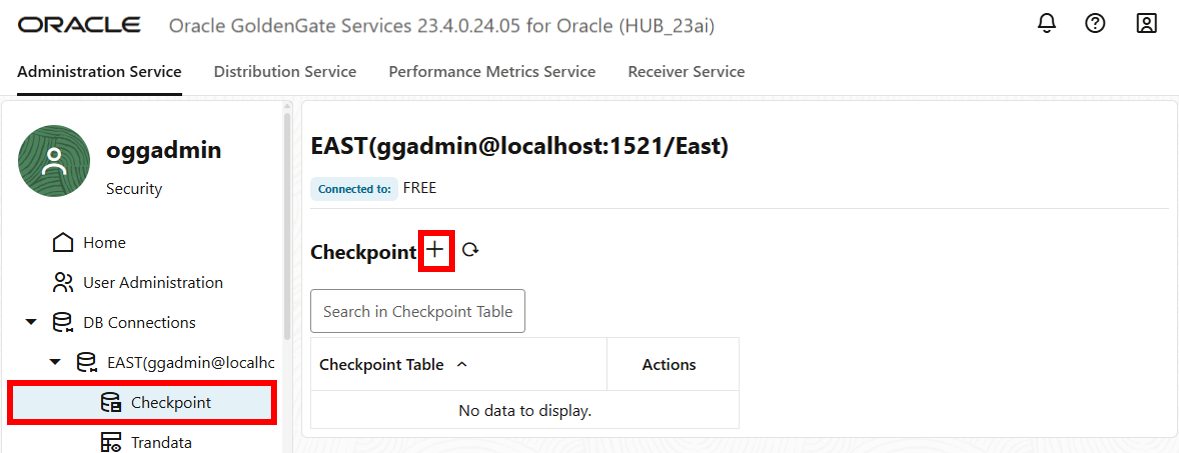 ORACLE Oracle GoldenGate Services 23.4.0.24.05 for Oracle (HUB_23ai)
Administration Service Distribution Service Performance Metrics Service Receiver Service
oggadmin
Security
Home
User Administration
DB Connections
EAST(ggadmin@localhc
Checkpoint
Trandata
EAST(ggadmin@localhost:1521/East)
Connected to: FREE
Checkpoint
Search in Checkpoint Table
Checkpoint Table Actions
No data to display.